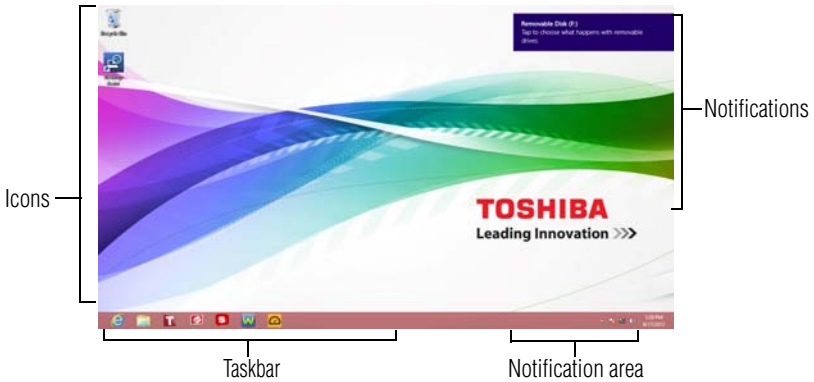 Recycle Bin
Removable Disk (F:)
Tap to choose what happens with removable
drives.
Notifications
Icons
TOSHIBA
Leading Innovation >>>
Taskbar
Notification area